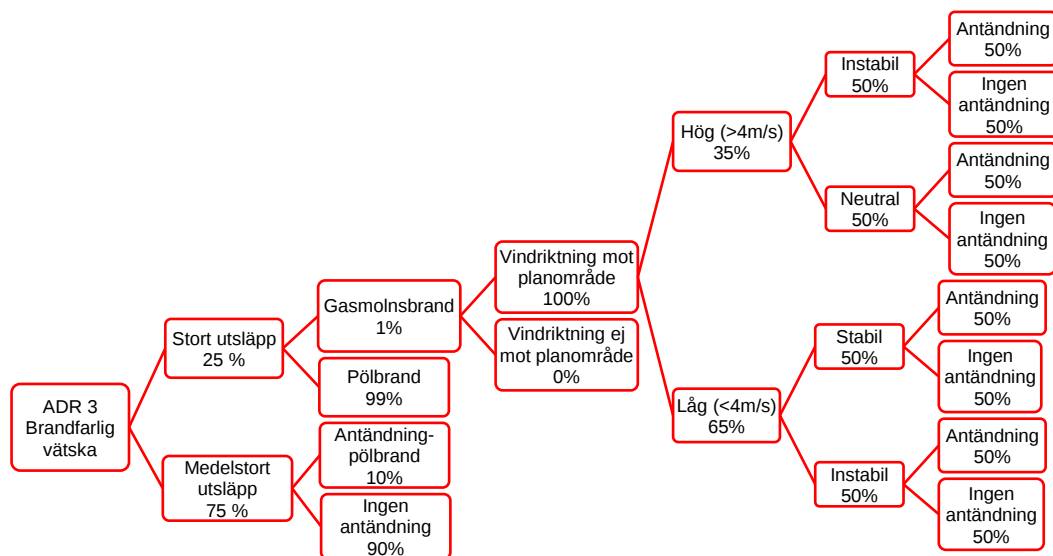 ADR 3
Brandfarlig
vätska
Stort utsläpp
25 %
Medelstort
utsläpp
75 %
Gasmolnsbrand
1%
Pölbrand
99%
Antändning-
pölbrand
10%
Ingen
antändning
90%
Vindriktning mot
planområde
100%
Vindriktning ej
mot planområde
0%
Hög (>4m/s)
35%
Låg (<4m/s)
65%
Instabil
50%
Neutral
50%
Stabil
50%
Instabil
50%
Antändning
50%
Ingen
antändning
50%
Antändning
50%
Ingen
antändning
50%
Antändning
50%
Ingen
antändning
50%
Antändning
50%
Ingen
antändning
50%